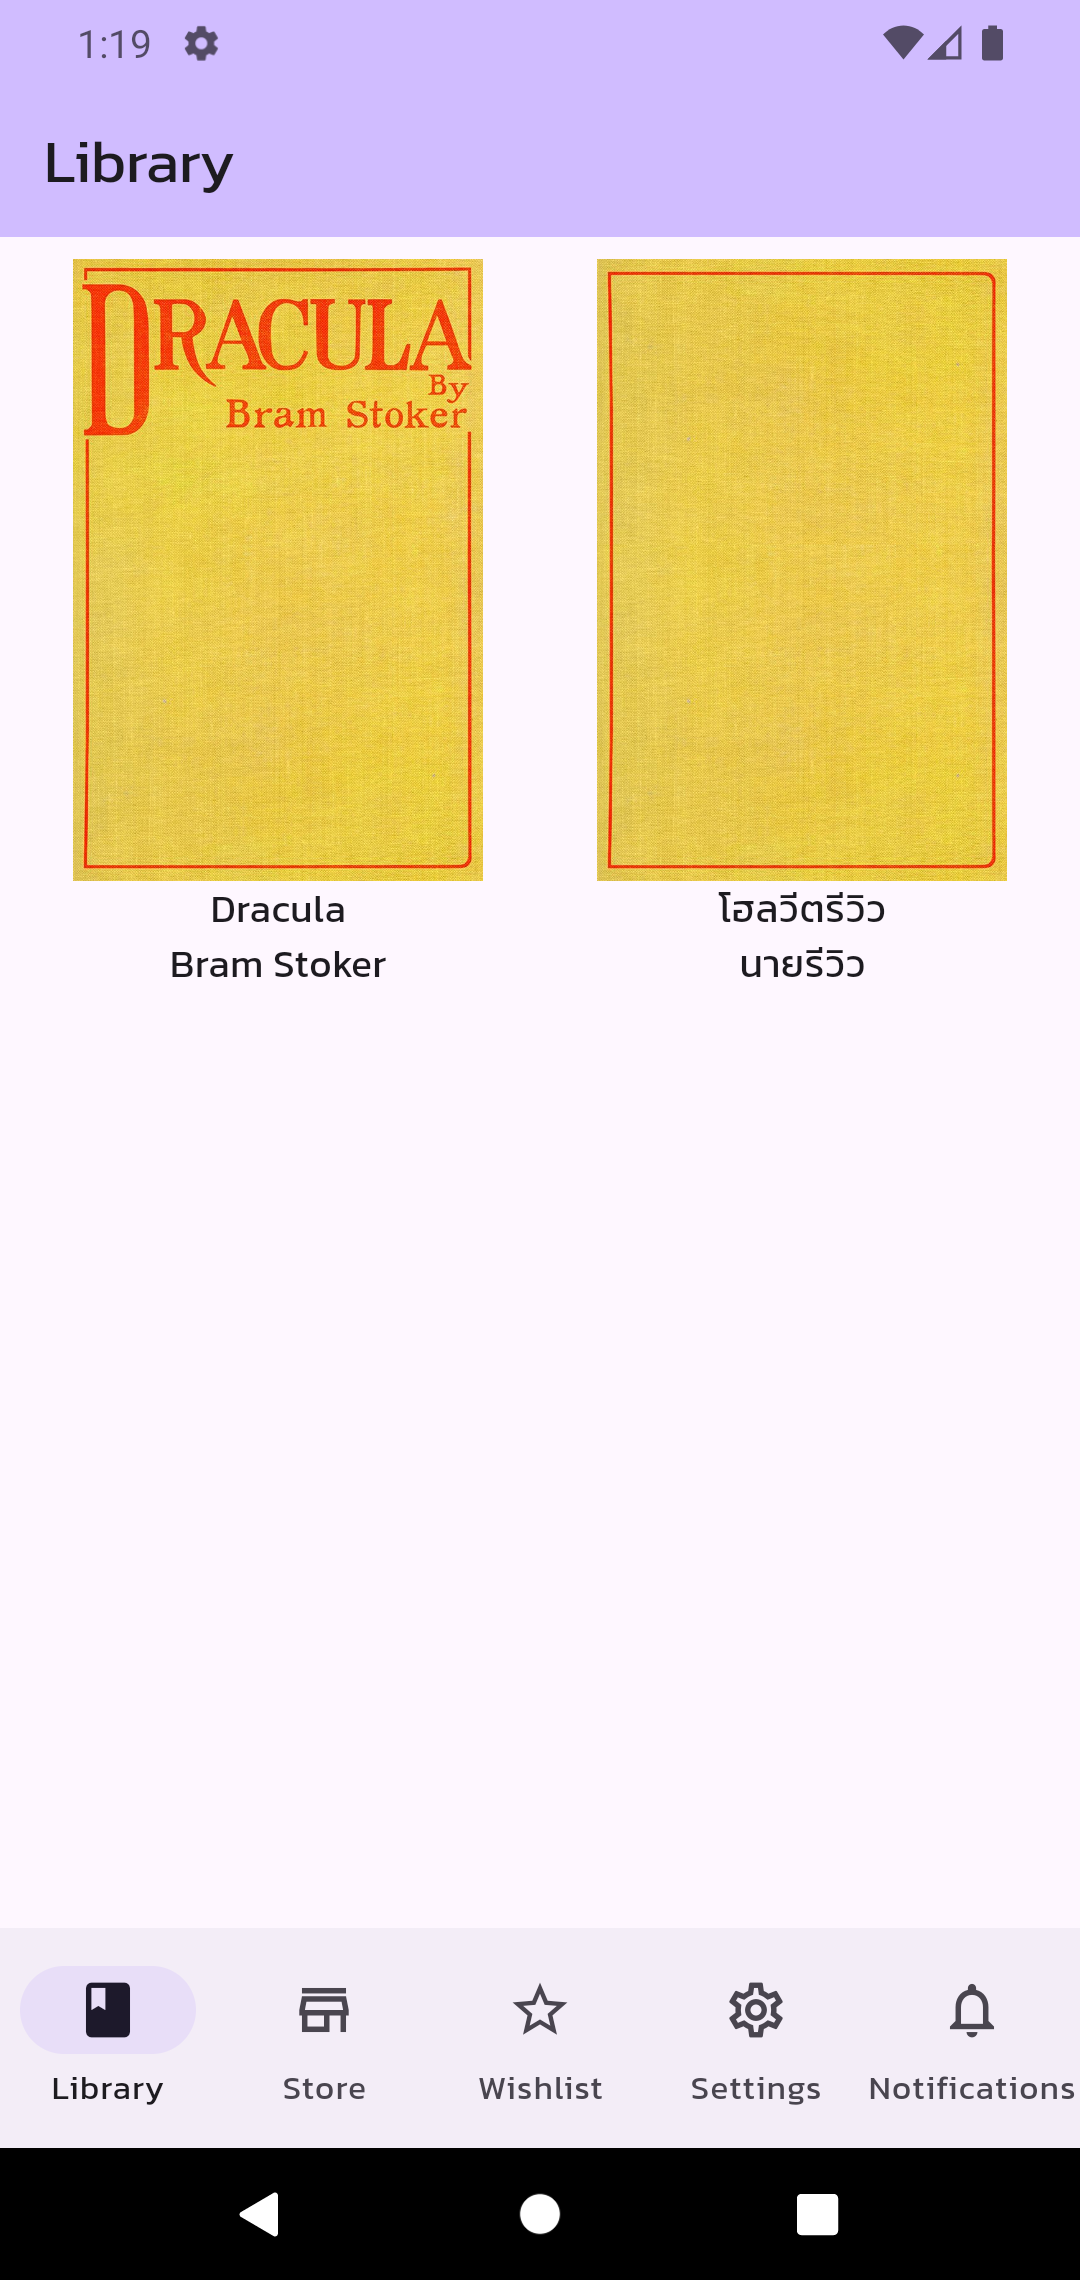 1:19
Library
DRACULA
By
Bram Stoker
Dracula
Bram Stoker
โฮลวีตรีวิว
นายรีวิว
Library
Store
Wishlist
Settings
Notifications